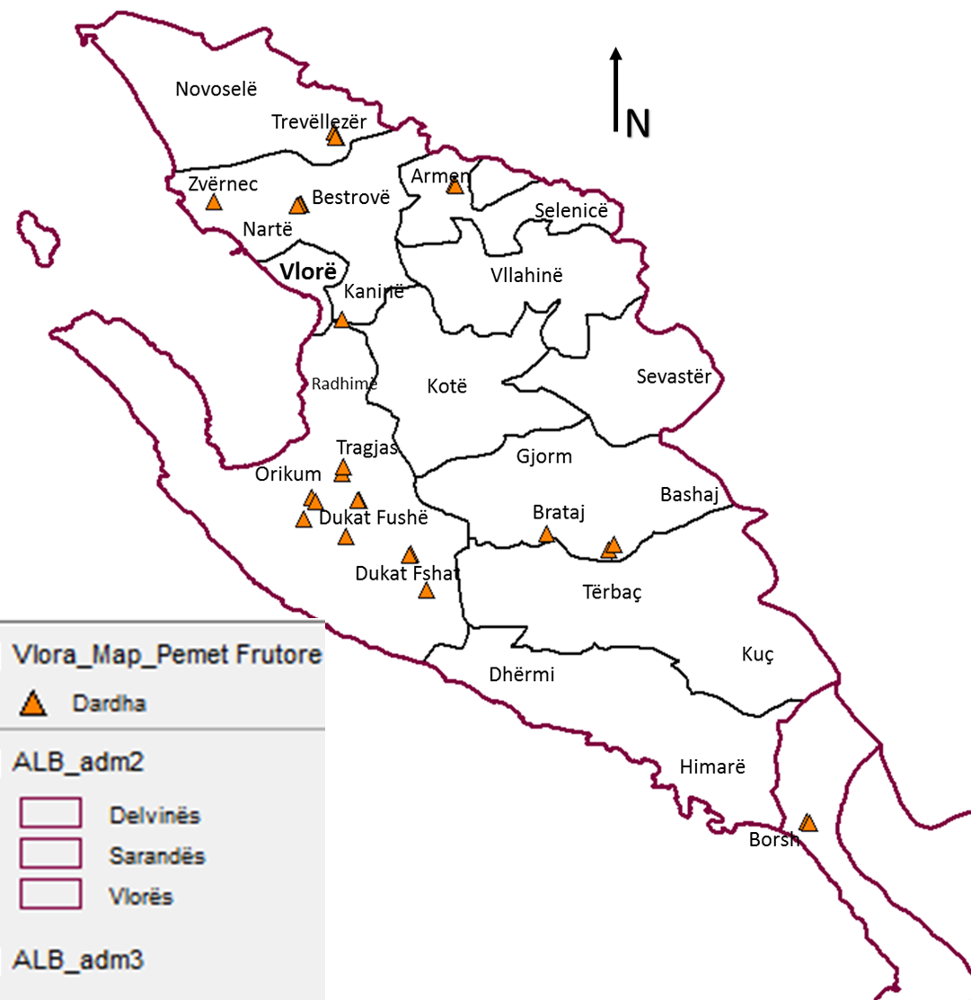 Novoselë
N
Trevëllezër
Armen
Zvërnec
Bestrovë
Selenicë
Nartë
Vlorë
Vllahinë
Kaninë
Radhimë
Kotë
Sevastër
Tragjas
Gjorm
Orikum
Bashaj
Dukat Fushë
Brataj
Dukat Fshat
Tërbaç
Vlora_Map_Pemet Frutore
Dardha
ALB_adm2
Delvinës
Sarandës
Vlorës
ALB_adm3
Kuç
Dhërmi
Himarë
Borsh